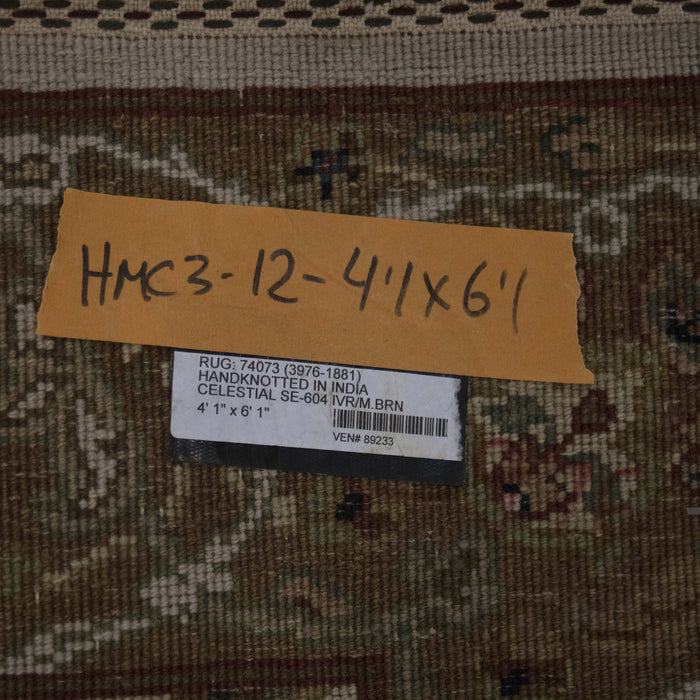 HMC3-12-4'1x6'1
RUG: 74073 (3976-1881)
HANDKNOTTED IN INDIA
CELESTIAL SE-604 IVR/M.BRN
4' 1" x 6' 1"
VEN# 89233